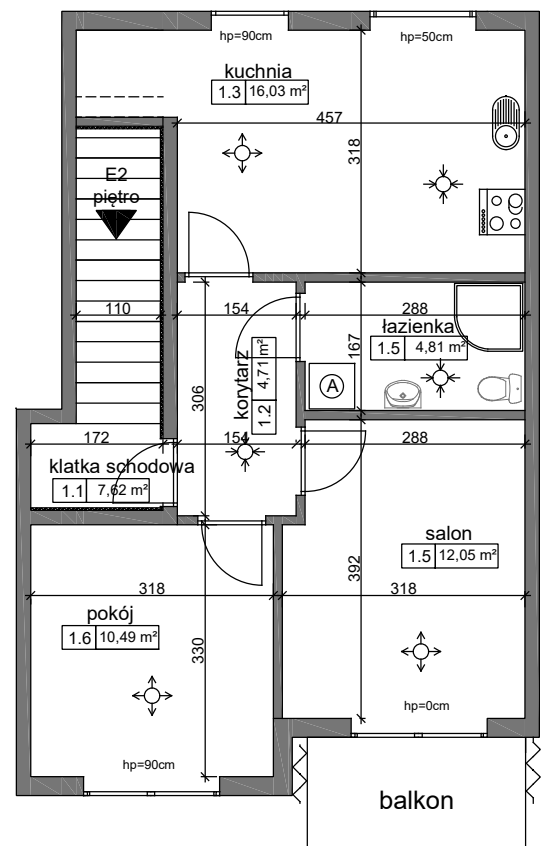 hp=90cm
hp=50cm
kuchnia
1.3 16,03 m²
457
318
E2
piętro
110
154
288
łazienka
1.5 4,81 m²
167
korytarz
1.2 4,71 m²
306
A
172
154
288
klatka schodowa
1.1 7,62 m²
salon
1.5 12,05 m²
392
318
318
pokój
1.6 10,49 m²
330
hp=0cm
hp=90cm
balkon